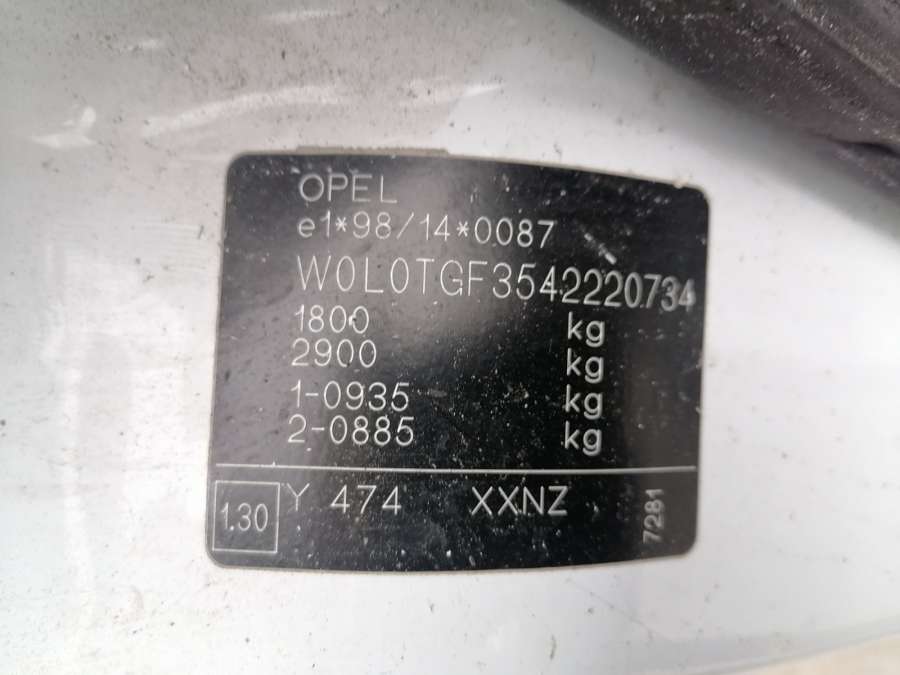 OPEL
e1*98/14*0087
W0L0TGF3542220734
1800 kg
2900 kg
1-0935 kg
2-0885 kg
1.30 Y 474 XXNZ 7281